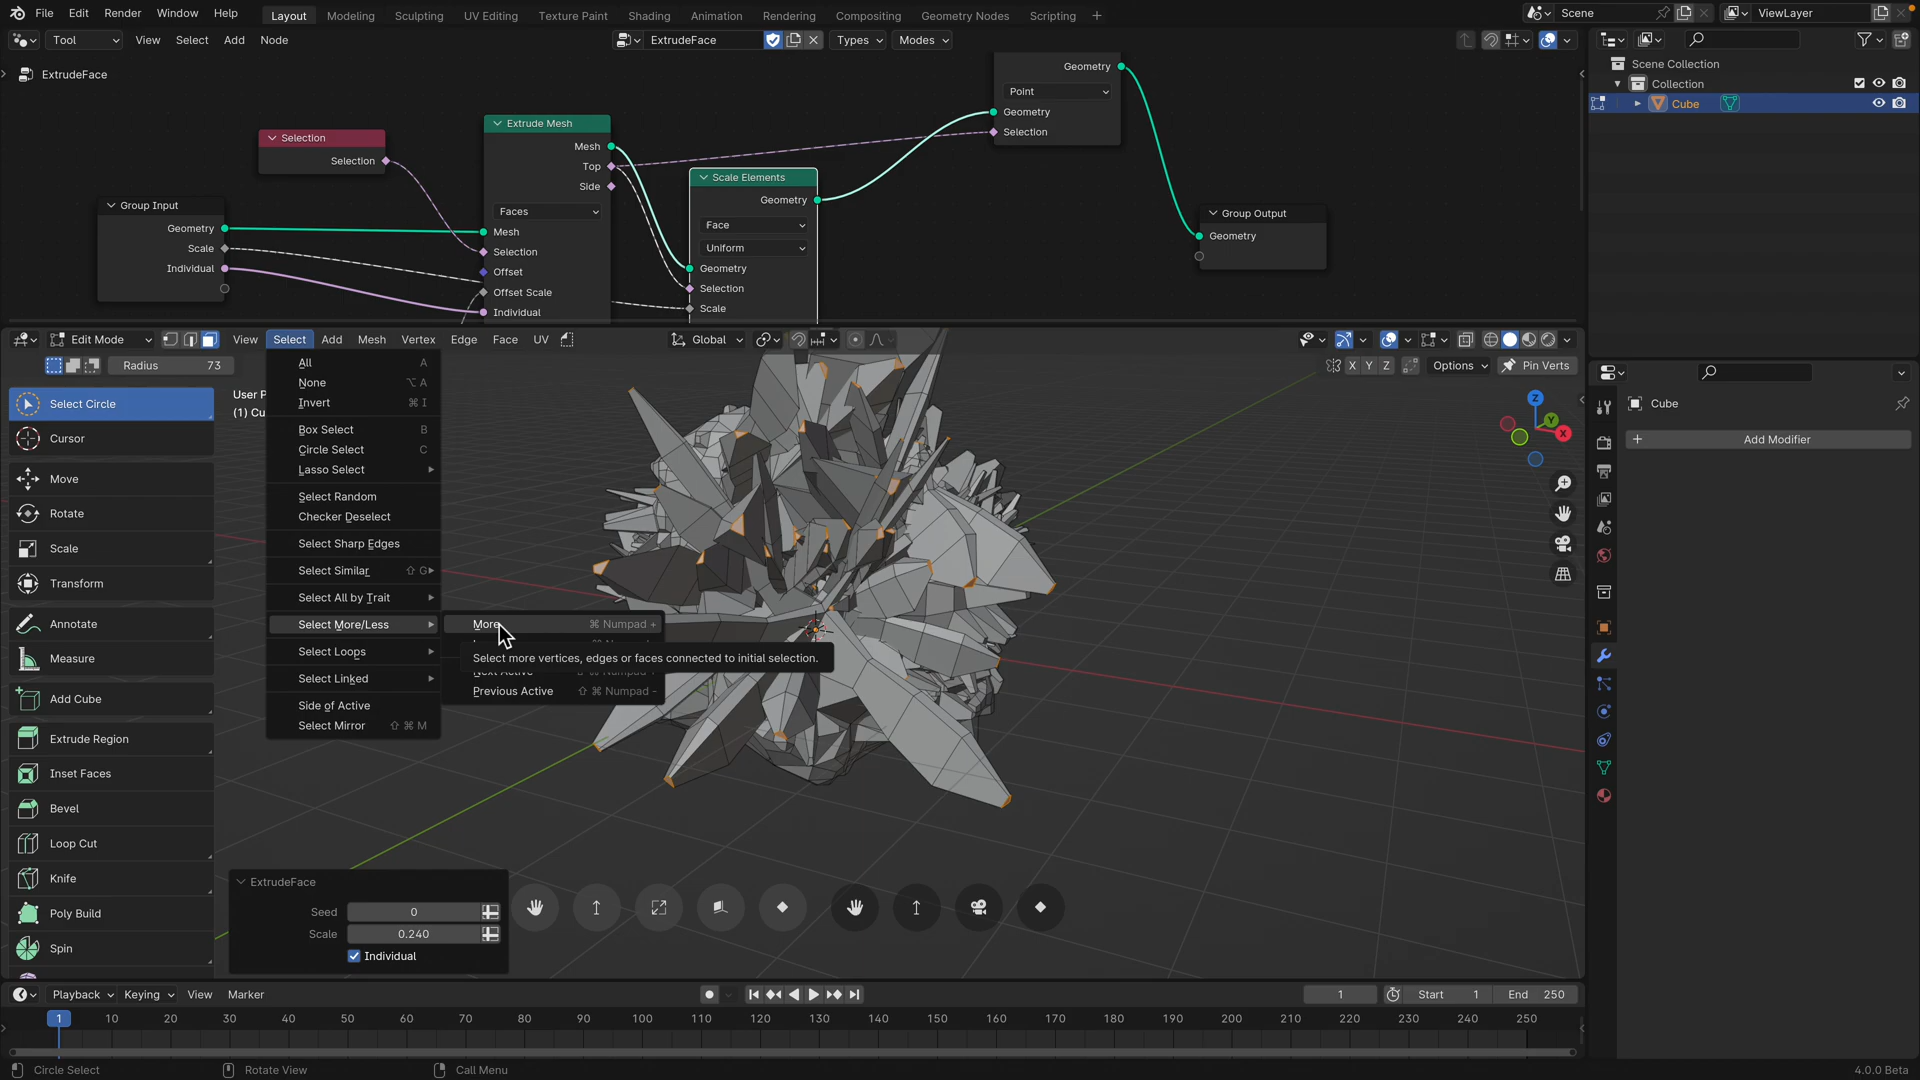 File Edit Render Window Help Layout Modeling Sculpting UV Editing Texture Paint Shading Animation Rendering Compositing Geometry Nodes Scripting Scene ViewLayer
Tool View Select Add Node ExtrudeFace Types Modes
ExtrudeFace
Scene Collection
Collection
Cube
Geometry
Point
Geometry
Selection
Selection
Selection
Extrude Mesh
Mesh
Top
Side
Faces
Mesh
Selection
Offset
Offset Scale
Individual
Scale Elements
Geometry
Face
Uniform
Geometry
Selection
Scale
Group Input
Geometry
Scale
Individual
Group Output
Geometry
Edit Mode View Select Add Mesh Vertex Edge Face UV Global
Radius 73 X Y Z Options Pin Verts
User P
(1) Cu
Select Circle
Cursor
Move
Rotate
Scale
Transform
Annotate
Measure
Add Cube
Extrude Region
Inset Faces
Bevel
Loop Cut
Knife
Poly Build
Spin
All A
None ⌥ A
Invert ⌘ I
Box Select B
Circle Select C
Lasso Select
Select Random
Checker Deselect
Select Sharp Edges
Select Similar ⇧ G
Select All by Trait
Select More/Less
Select Loops
Select Linked
Side of Active
Select Mirror ⇧ ⌘ M
More ⌘ Numpad +
Select more vertices, edges or faces connected to initial selection.
Next Active ⇧ ⌘ Numpad +
Previous Active ⇧ ⌘ Numpad -
Z
Y
X
Cube
Add Modifier
ExtrudeFace
Seed 0
Scale 0.240
Individual
Playback Keying View Marker 1 Start 1 End 250
1 10 20 30 40 50 60 70 80 90 100 110 120 130 140 150 160 170 180 190 200 210 220 230 240 250
Circle Select Rotate View Call Menu 4.0.0 Beta